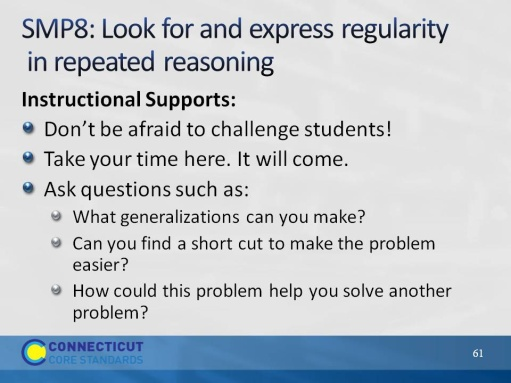 SMP8: Look for and express regularity
in repeated reasoning
Instructional Supports:
Don’t be afraid to challenge students!
Take your time here. It will come.
Ask questions such as:
What generalizations can you make?
Can you find a short cut to make the problem
easier?
How could this problem help you solve another
problem?
CONNECTICUT
CORE STANDARDS
61